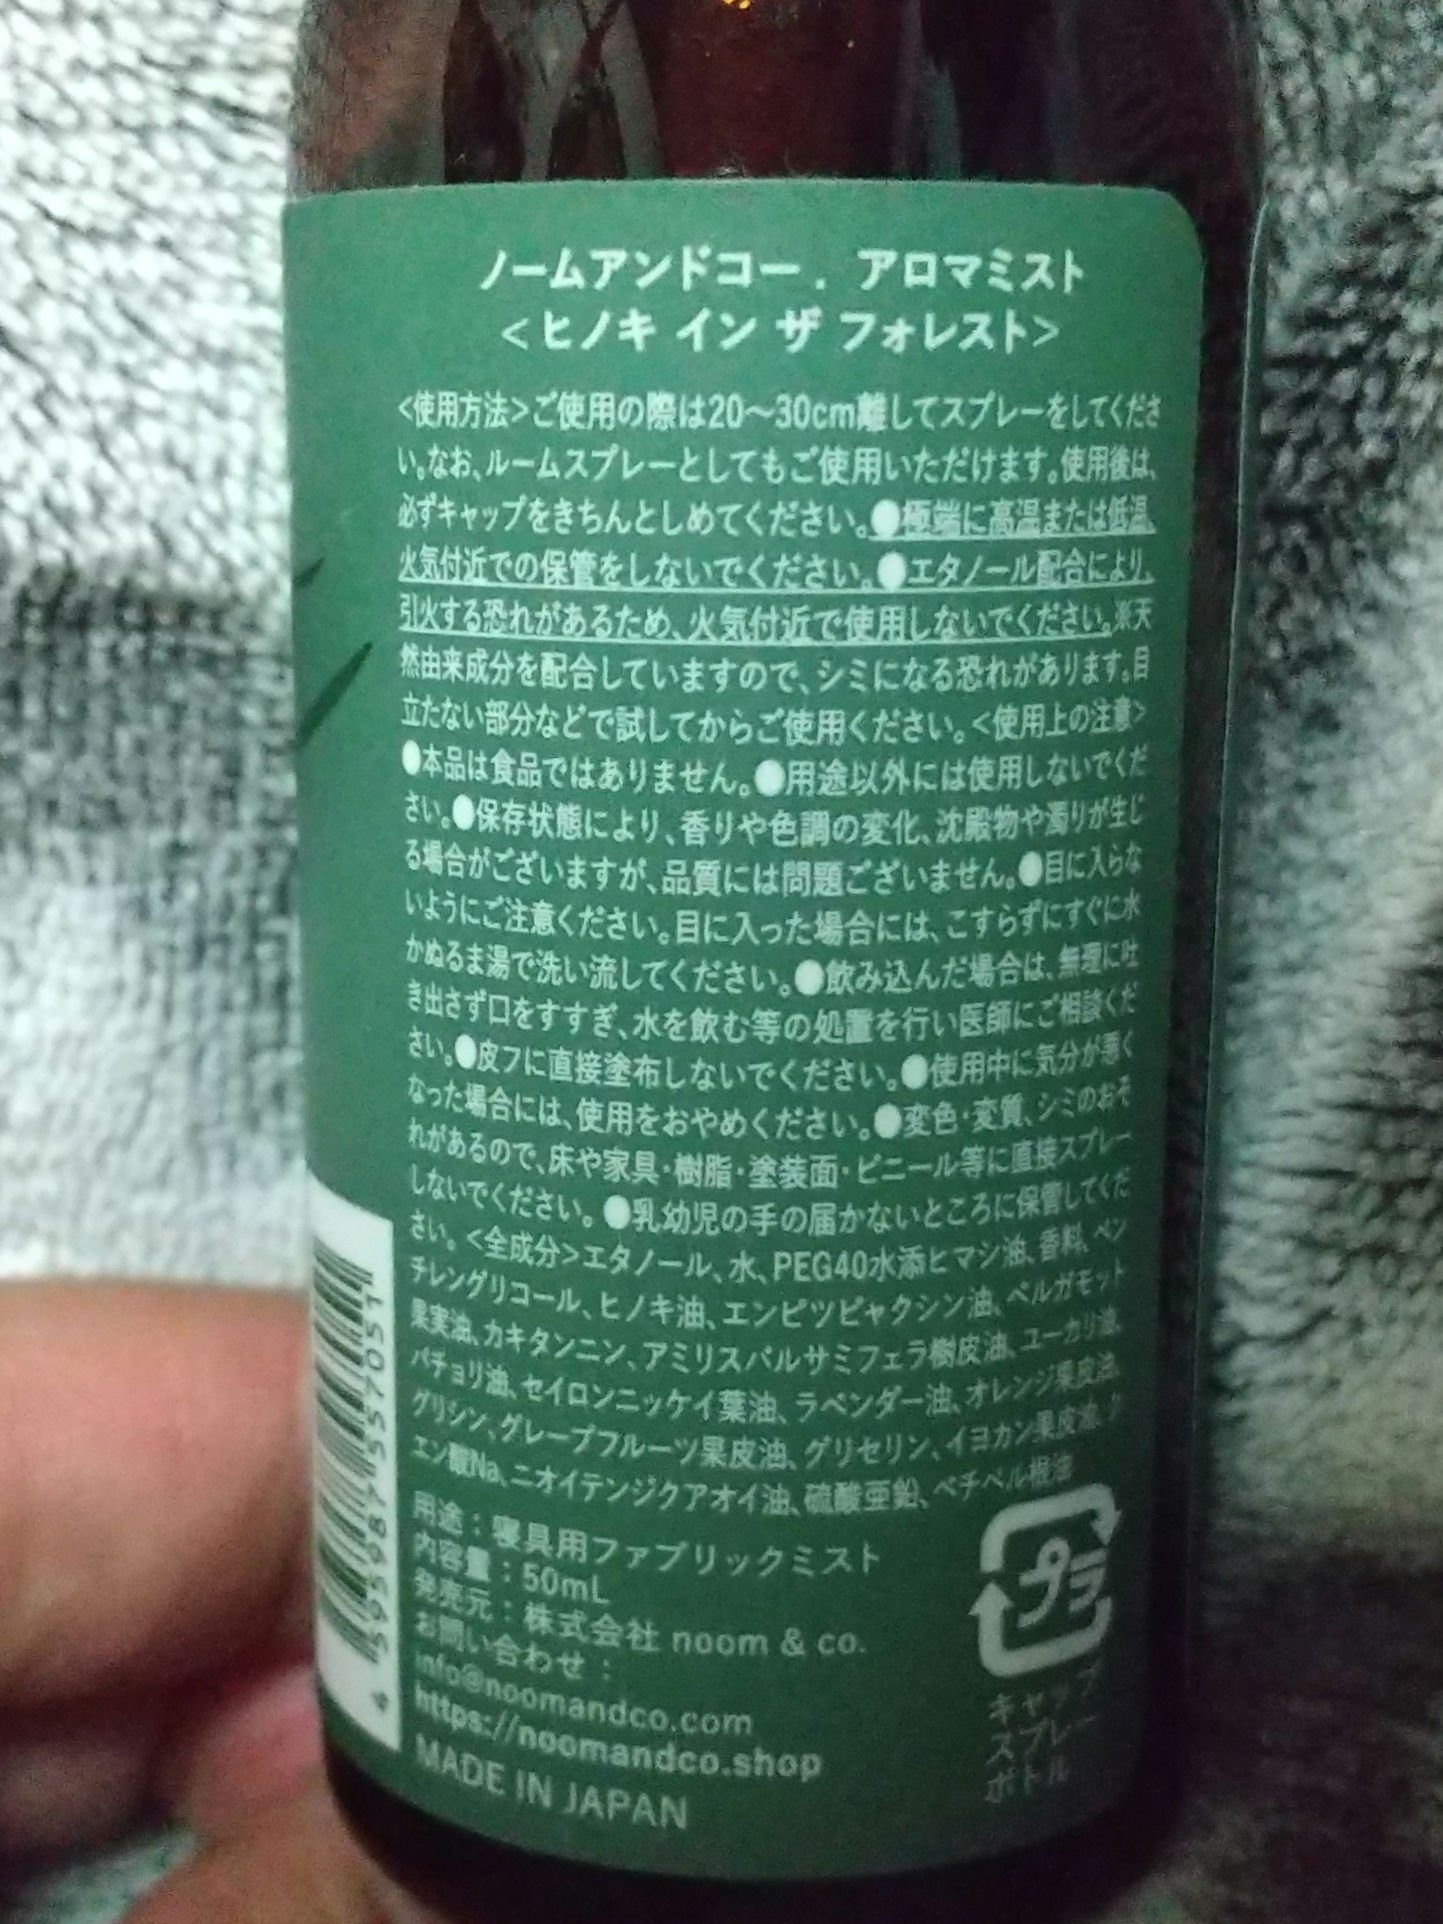 ノームアンドコー． アロマミスト
<ヒノキ イン ザ フォレスト>
<使用方法>ご使用の際は20〜30cm離してスプレーをしてくださ
い。なお、ルームスプレーとしてもご使用いただけます。使用後は、
必ずキャップをきちんとしめてください。●極端に高温または低温、
火気付近での保管をしないでください。●エタノール配合により、
引火する恐れがあるため、火気付近で使用しないでください。※天
然由来成分を配合していますので、シミになる恐れがあります。目
立たない部分などで試してからご使用ください。<使用上の注意>
●本品は食品ではありません。●用途以外には使用しないでくだ
さい。●保存状態により、香りや色調の変化、沈殿物や濁りが生じ
る場合がございますが、品質には問題ございません。●目に入らな
いようにご注意ください。目に入った場合には、こすらずにすぐに水
かぬるま湯で洗い流してください。●飲み込んだ場合は、無理に吐
き出さず口をすすぎ、水を飲む等の処置を行い医師にご相談くだ
さい。●皮フに直接塗布しないでください。●使用中に気分が悪く
なった場合には、使用をおやめください。●変色・変質、シミのおそ
れがあるので、床や家具・樹脂・塗装面・ビニール等に直接スプレー
しないでください。●乳幼児の手の届かないところに保管してくだ
さい。<全成分>エタノール、水、PEG40水添ヒマシ油、香料、ペン
チレングリコール、ヒノキ油、エンピツビャクシン油、ベルガモット
果実油、カキタンニン、アミリスバルサミフェラ樹皮油、ユーカリ油、
パチョリ油、セイロンニッケイ葉油、ラベンダー油、オレンジ果皮油、
グリシン、グレープフルーツ果皮油、グリセリン、イヨカン果皮油、ク
エン酸Na、ニオイテンジクアオイ油、硫酸亜鉛、ベチベル根油
用途：寝具用ファブリックミスト
内容量：50mL
発売元：株式会社 noom & co.
お問い合わせ：
info@noomandco.com
https://noomandco.shop
MADE IN JAPAN
プラ
キャップ
スプレー
ボトル